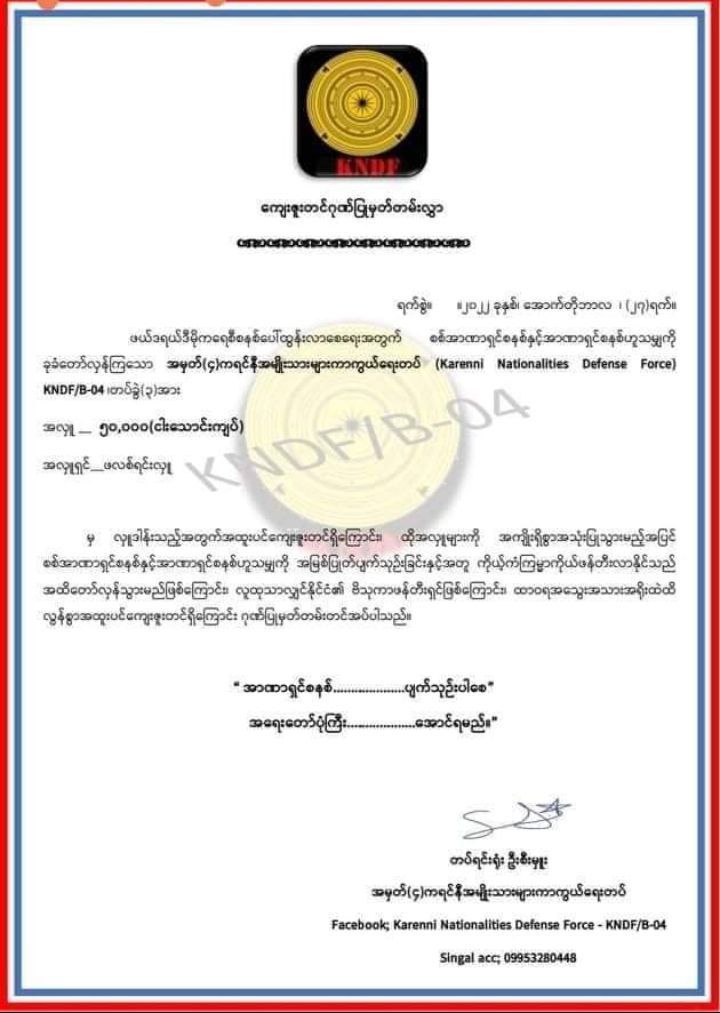 KNDF
ကျေးဇူးတင်ဂုဏ်ပြုမှတ်တမ်းလွှာ
ရက်စွဲ။ ။၂၀၂၂ ခုနှစ်၊ အောက်တိုဘာလ ၊ (၂၇)ရက်။
ဖယ်ဒရယ်ဒီမိုကရေစီစနစ်ပေါ်ထွန်းလာစေရေးအတွက် စစ်အာဏာရှင်စနစ်နှင့်အာဏာရှင်စနစ်ဟူသမျှကို
ခုခံတော်လှန်ကြသော အမှတ်(၄)ကရင်နီအမျိုးသားများကာကွယ်ရေးတပ် (Karenni Nationalities Defense Force)
KNDF/B-04 ၊တပ်ခွဲ(၃)အား
အလှူ __ ၅၀,၀၀၀(ငါးသောင်းကျပ်)
အလှူရှင်__ဖလစ်ရင်းလှူ
KNDF/B-04
မှ လှူဒါန်းသည့်အတွက်အထူးပင်ကျေးဇူးတင်ရှိကြောင်း၊ ထိုအလှူများကို အကျိုးရှိစွာအသုံးပြုသွားမည့်အပြင်
စစ်အာဏာရှင်စနစ်နှင့်အာဏာရှင်စနစ်ဟူသမျှကို အမြစ်ပြုတ်ပျက်သုဉ်းခြင်းနှင့်အတူ ကိုယ့်ကံကြမ္မာကိုယ်ဖန်တီးလာနိုင်သည်
အထိတော်လှန်သွားမည်ဖြစ်ကြောင်း၊ လူထုသာလျှင်နိုင်ငံ၏ ဗိသုကာဖန်တီးရှင်ဖြစ်ကြောင်း၊ ထာဝရအသွေးအသားအရိုးထဲထိ
လွန်စွာအထူးပင်ကျေးဇူးတင်ရှိကြောင်း ဂုဏ်ပြုမှတ်တမ်းတင်အပ်ပါသည်။
“ အာဏာရှင်စနစ်.....................ပျက်သုဉ်းပါစေ”
အရေးတော်ပုံကြီး....................အောင်ရမည်။”
တပ်ရင်းရုံး ဦးစီးမှူး
အမှတ်(၄)ကရင်နီအမျိုးသားများကာကွယ်ရေးတပ်
Facebook; Karenni Nationalities Defense Force - KNDF/B-04
Singal acc; 09953280448